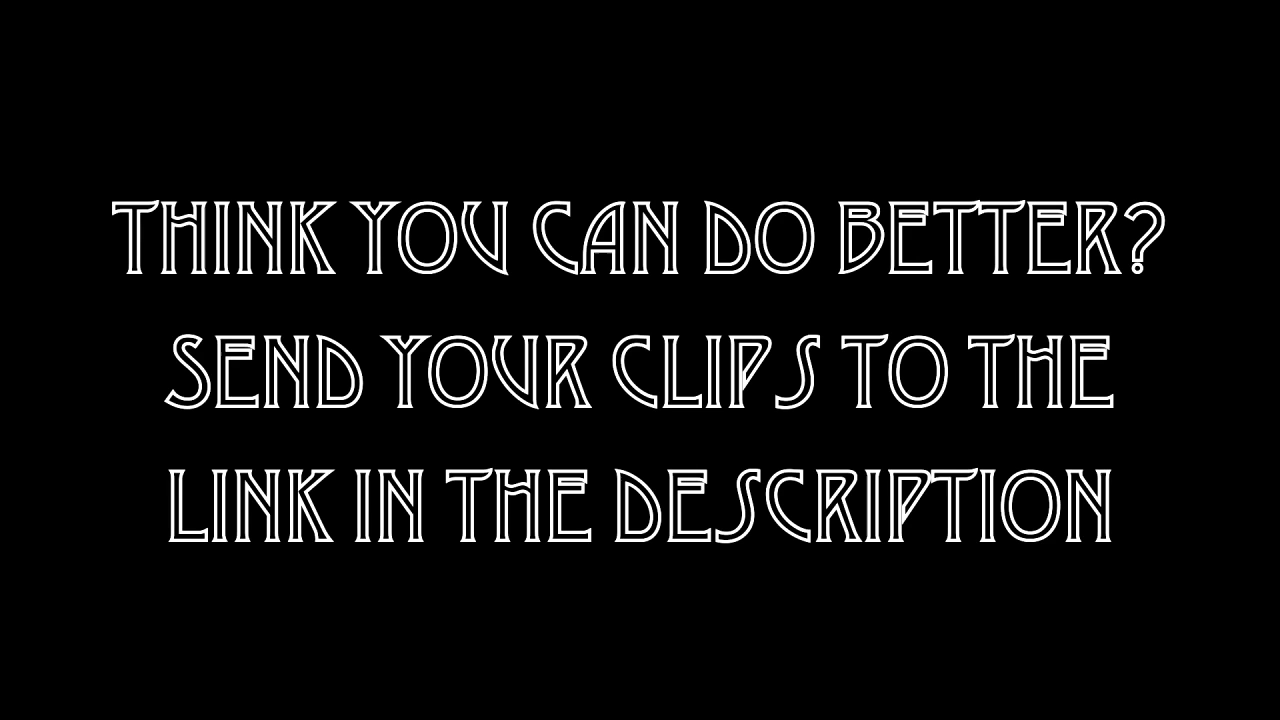 THINK YOU CAN DO BETTER?
SEND YOUR CLIPS TO THE
LINK IN THE DESCRIPTION